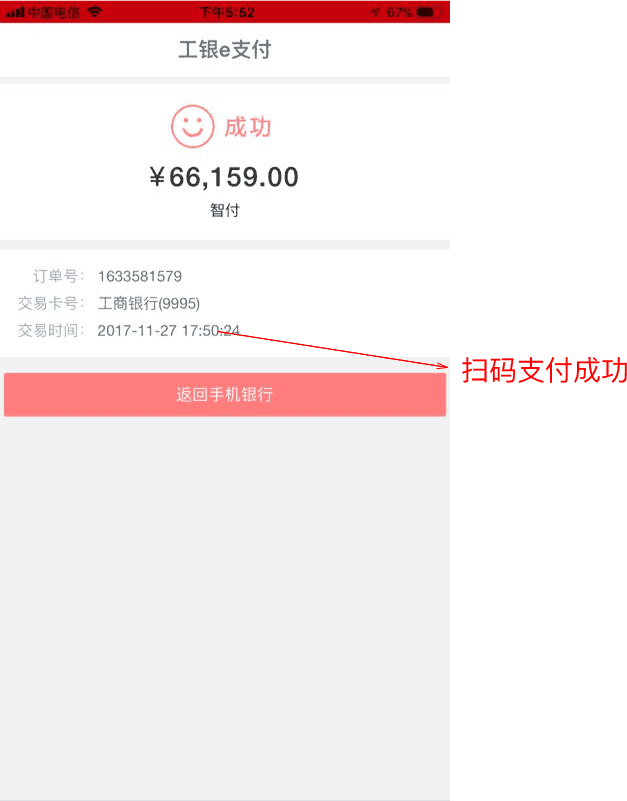 中国电信 下午5:52 67%
工银e支付
成功
¥66,159.00
智付
订单号: 1633581579
交易卡号: 工商银行(9995)
交易时间: 2017-11-27 17:50:24
扫码支付成功
返回手机银行